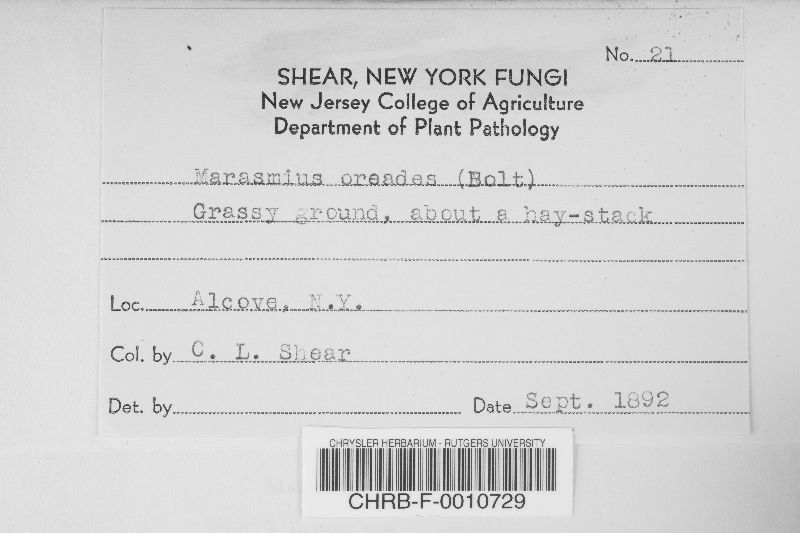 No. 21
SHEAR, NEW YORK FUNGI
New Jersey College of Agriculture
Department of Plant Pathology
Marasmius oreades (Bolt)
Grassy ground, about a hay-stack
Loc. Alcove, N.Y.
Col. by C. L. Shear
Det. by
Date Sept. 1892
CHRYSLER HERBARIUM - RUTGERS UNIVERSITY
CHRB-F-0010729